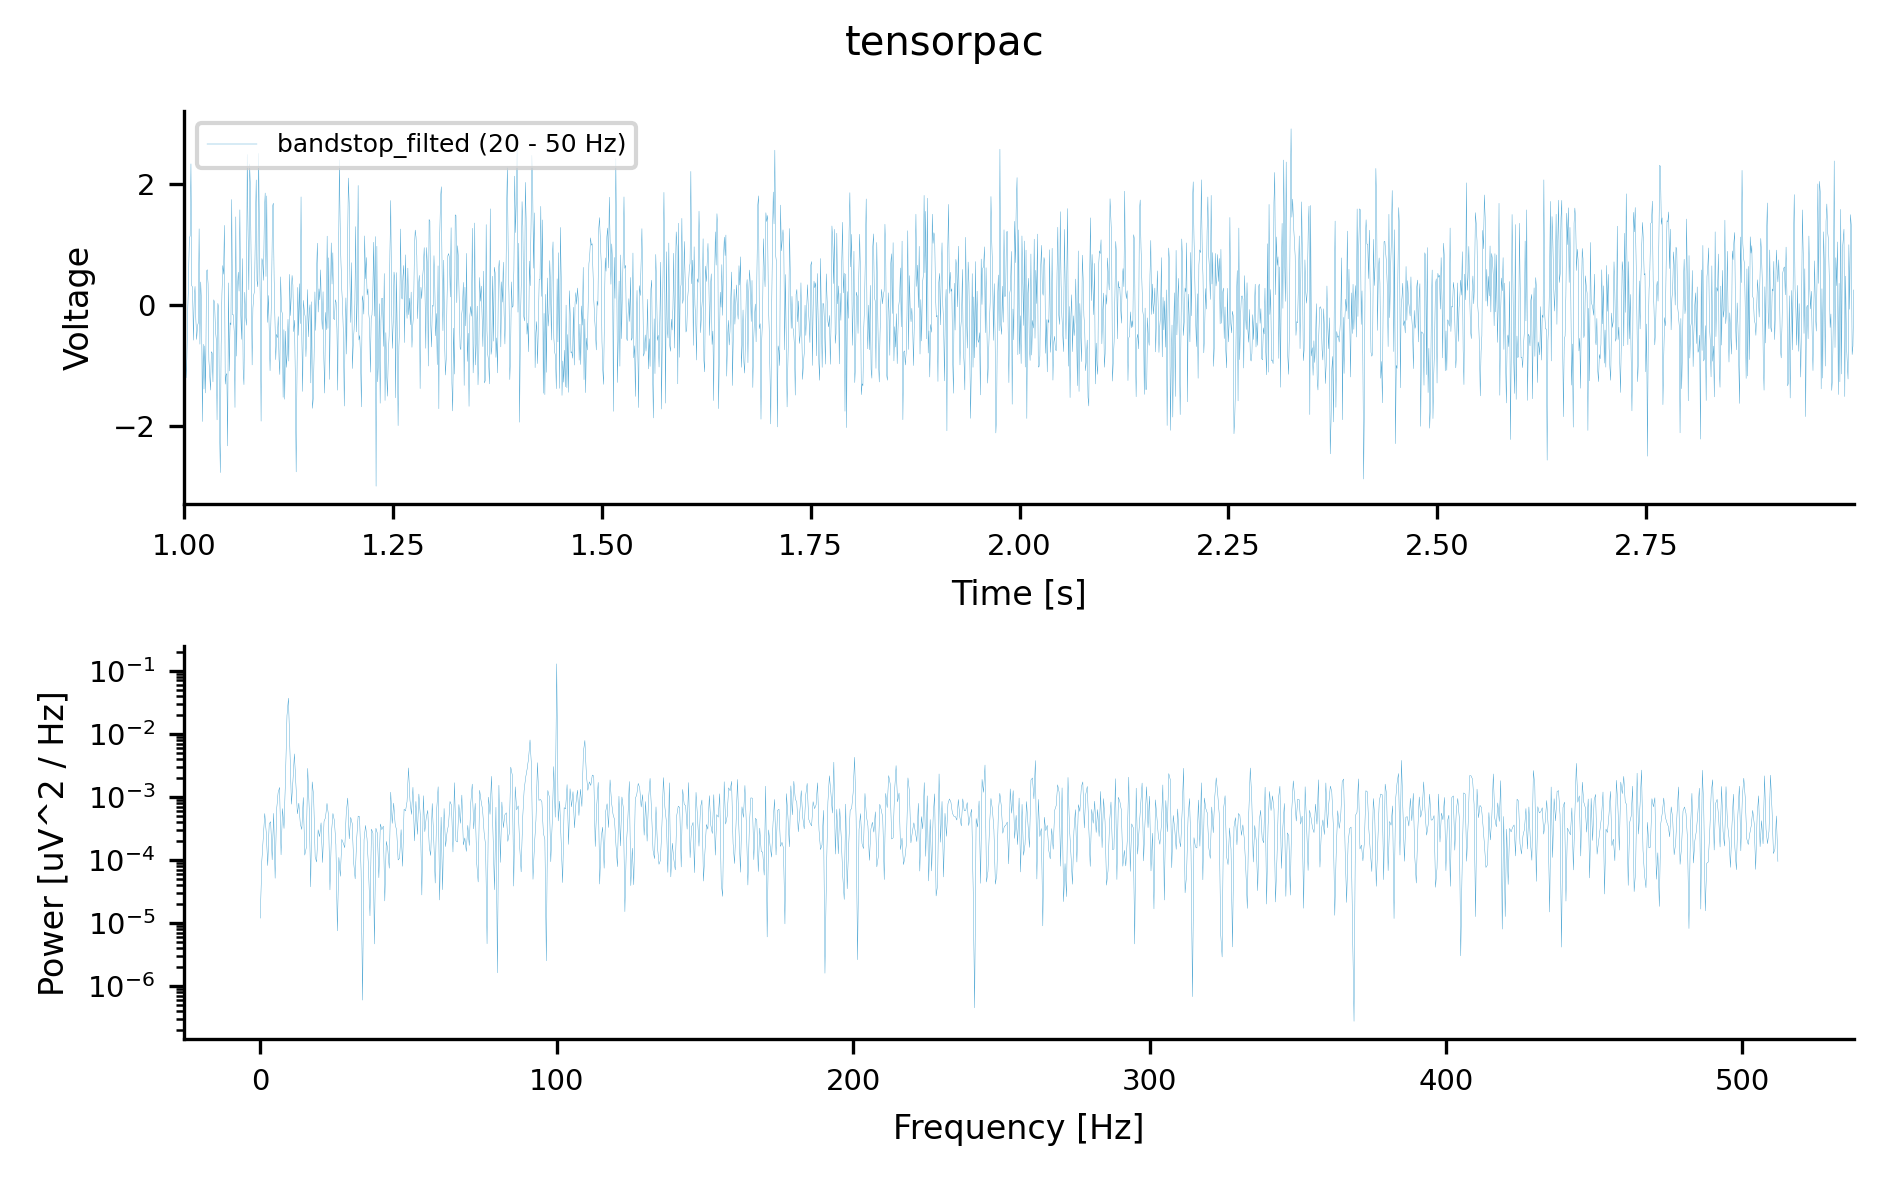 tensorpac
bandstop_filted (20 - 50 Hz)
Voltage
2
0
−2
1.00 1.25 1.50 1.75 2.00 2.25 2.50 2.75
Time [s]
Power [uV^2 / Hz]
10⁻¹
10⁻²
10⁻³
10⁻⁴
10⁻⁵
10⁻⁶
0 100 200 300 400 500
Frequency [Hz]